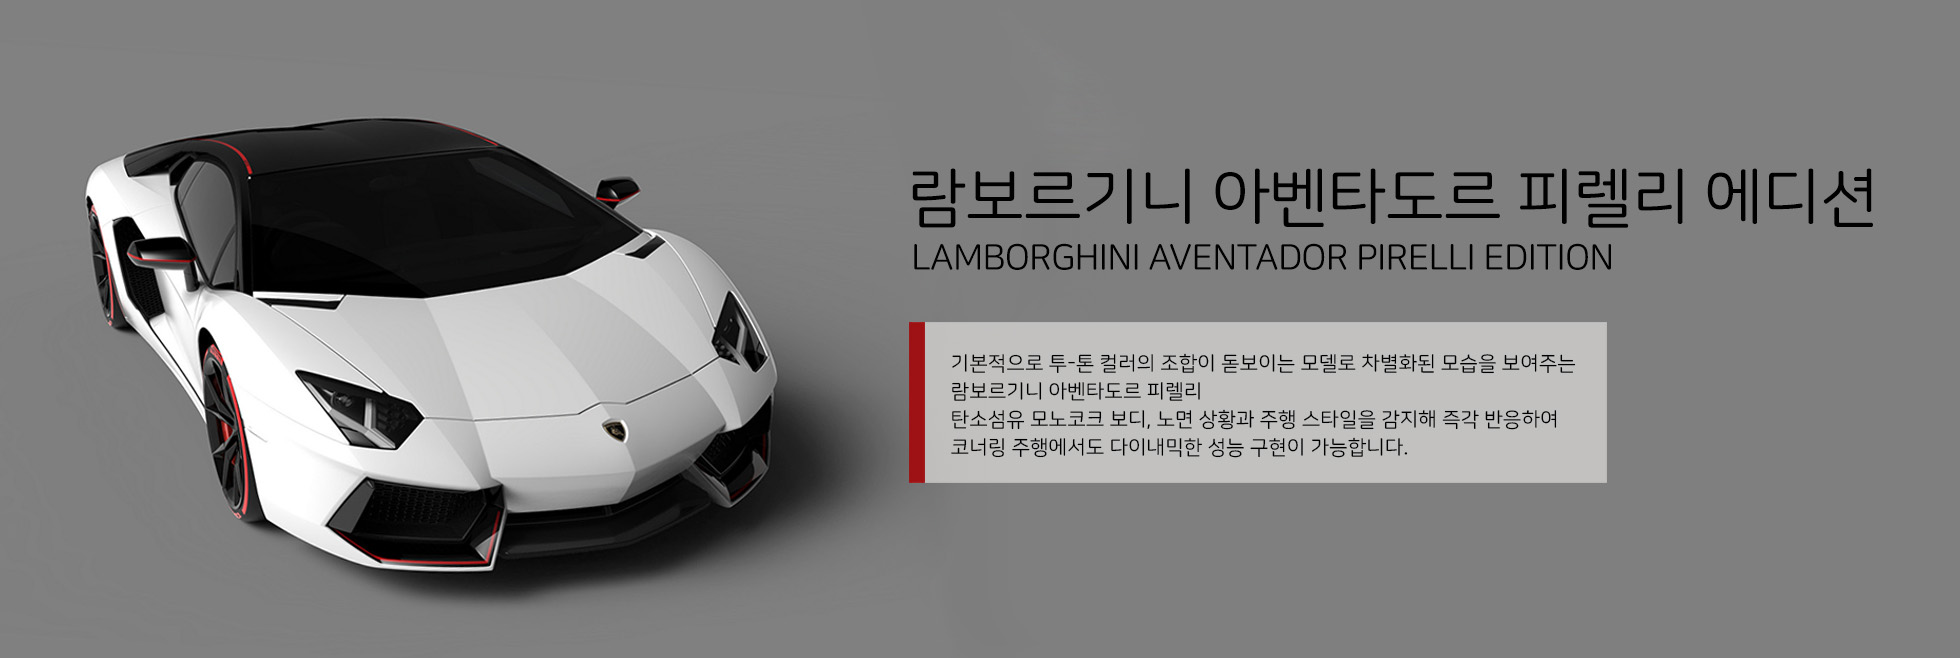 람보르기니 아벤타도르 피렐리 에디션
LAMBORGHINI AVENTADOR PIRELLI EDITION
기본적으로 투-톤 컬러의 조합이 돋보이는 모델로 차별화된 모습을 보여주는
람보르기니 아벤타도르 피렐리
탄소섬유 모노코크 보디, 노면 상황과 주행 스타일을 감지해 즉각 반응하여
코너링 주행에서도 다이내믹한 성능 구현이 가능합니다.